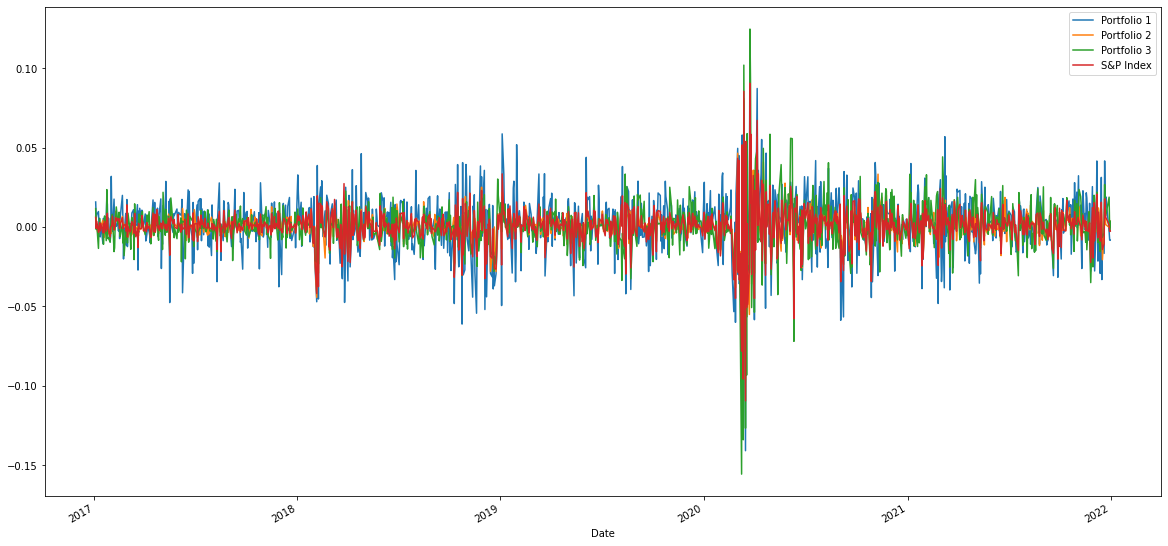 Portfolio 1
Portfolio 2
Portfolio 3
S&P Index
0.10
0.05
0.00
−0.05
−0.10
−0.15
2017
2018
2019
2020
2021
2022
Date